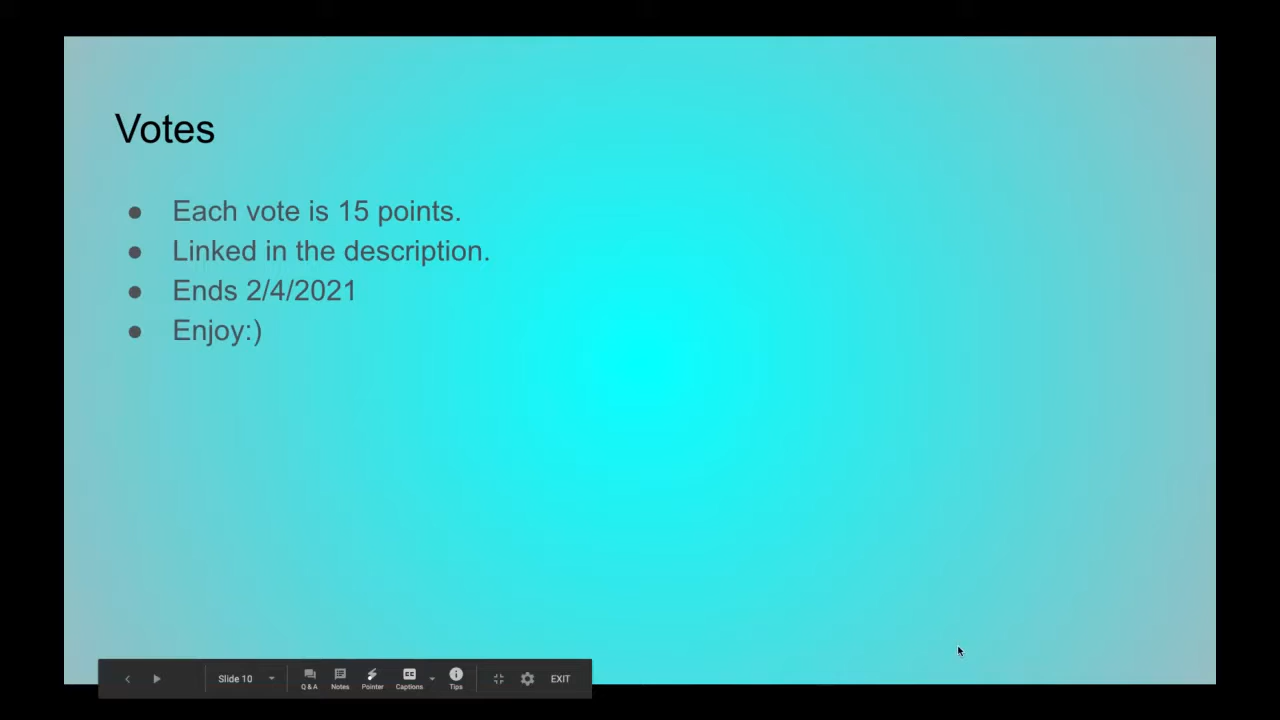 Votes
● Each vote is 15 points.
● Linked in the description.
● Ends 2/4/2021
● Enjoy:)
Slide 10
Q & A Notes Pointer Captions Tips EXIT